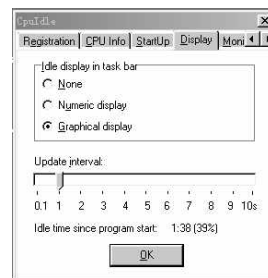 CpuIdle
Registration CPU Info StartUp Display Moni
Idle display in task bar
None
Numeric display
Graphical display
Update interval:
0.1 1 2 3 4 5 6 7 8 9 10s
Idle time since program start: 1:38 (39%)
OK